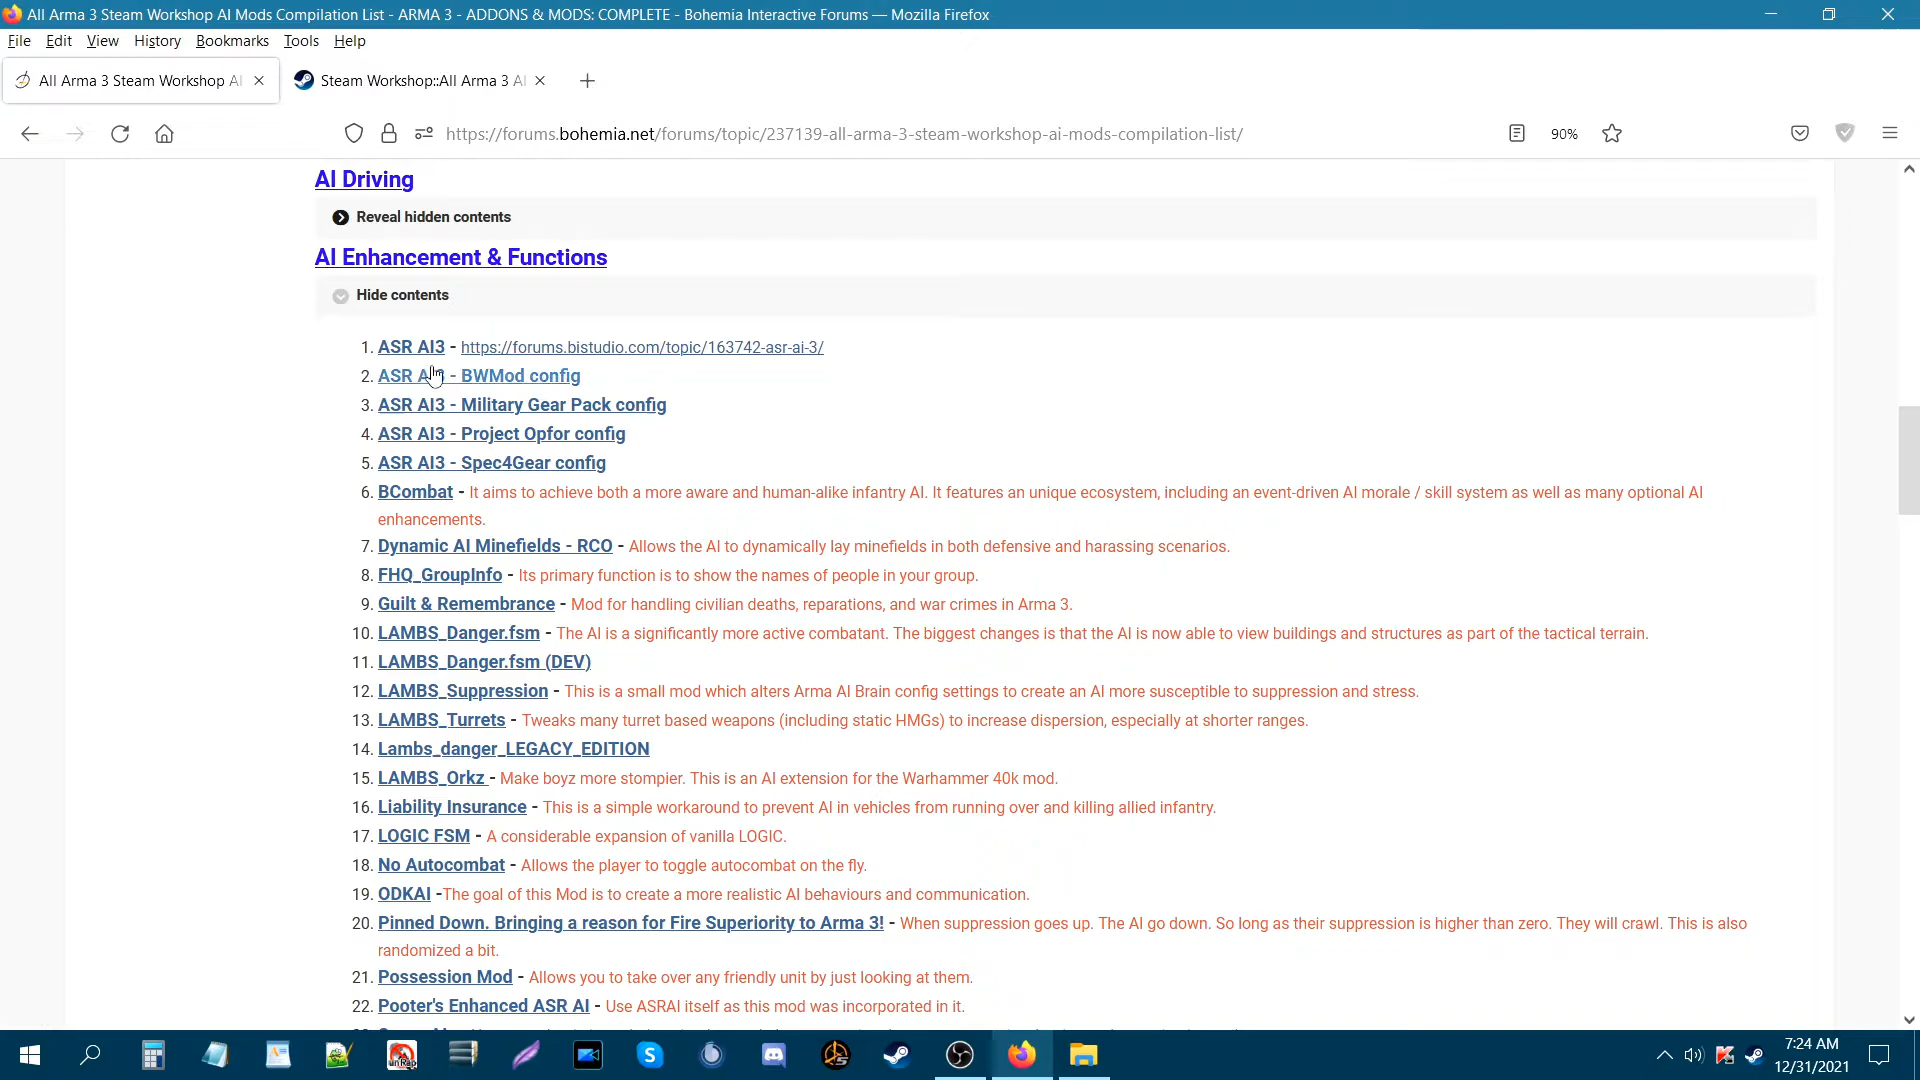 All Arma 3 Steam Workshop AI Mods Compilation List - ARMA 3 - ADDONS & MODS: COMPLETE - Bohemia Interactive Forums — Mozilla Firefox
File Edit View History Bookmarks Tools Help
All Arma 3 Steam Workshop AI
Steam Workshop::All Arma 3 AI
https://forums.bohemia.net/forums/topic/237139-all-arma-3-steam-workshop-ai-mods-compilation-list/
90%
AI Driving
Reveal hidden contents
AI Enhancement & Functions
Hide contents
1. ASR AI3 - https://forums.bistudio.com/topic/163742-asr-ai-3/
2. ASR AI3 - BWMod config
3. ASR AI3 - Military Gear Pack config
4. ASR AI3 - Project Opfor config
5. ASR AI3 - Spec4Gear config
6. BCombat - It aims to achieve both a more aware and human-alike infantry AI. It features an unique ecosystem, including an event-driven AI morale / skill system as well as many optional AI
enhancements.
7. Dynamic AI Minefields - RCO - Allows the AI to dynamically lay minefields in both defensive and harassing scenarios.
8. FHQ_GroupInfo - Its primary function is to show the names of people in your group.
9. Guilt & Remembrance - Mod for handling civilian deaths, reparations, and war crimes in Arma 3.
10. LAMBS_Danger.fsm - The AI is a significantly more active combatant. The biggest changes is that the AI is now able to view buildings and structures as part of the tactical terrain.
11. LAMBS_Danger.fsm (DEV)
12. LAMBS_Suppression - This is a small mod which alters Arma AI Brain config settings to create an AI more susceptible to suppression and stress.
13. LAMBS_Turrets - Tweaks many turret based weapons (including static HMGs) to increase dispersion, especially at shorter ranges.
14. Lambs_danger_LEGACY_EDITION
15. LAMBS_Orkz - Make boyz more stompier. This is an AI extension for the Warhammer 40k mod.
16. Liability Insurance - This is a simple workaround to prevent AI in vehicles from running over and killing allied infantry.
17. LOGIC FSM - A considerable expansion of vanilla LOGIC.
18. No Autocombat - Allows the player to toggle autocombat on the fly.
19. ODKAI -The goal of this Mod is to create a more realistic AI behaviours and communication.
20. Pinned Down. Bringing a reason for Fire Superiority to Arma 3! - When suppression goes up. The AI go down. So long as their suppression is higher than zero. They will crawl. This is also
randomized a bit.
21. Possession Mod - Allows you to take over any friendly unit by just looking at them.
22. Pooter's Enhanced ASR AI - Use ASRAI itself as this mod was incorporated in it.
7:24 AM
12/31/2021